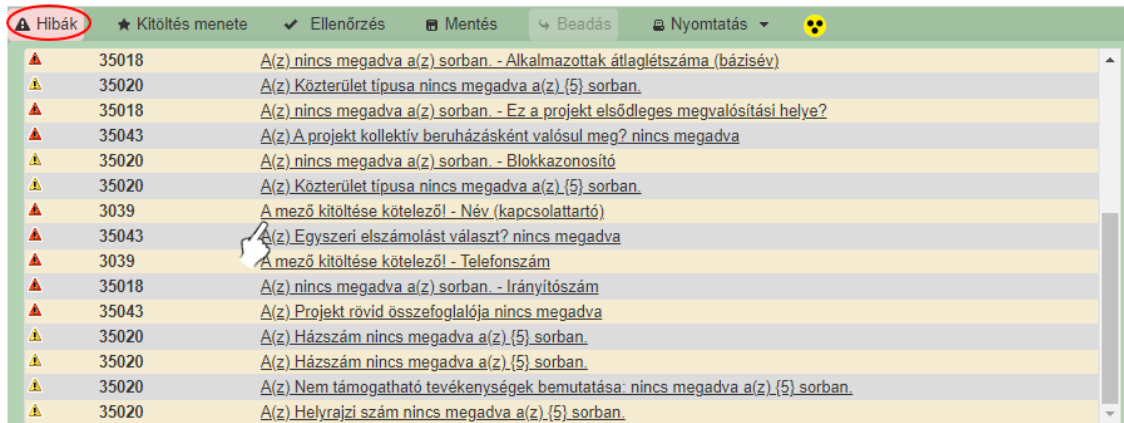 Hibák Kitöltés menete Ellenőrzés Mentés Beadás Nyomtatás
35018 A(z) nincs megadva a(z) sorban. - Alkalmazottak átlaglétszáma (bázisév)
35020 A(z) Közterület típusa nincs megadva a(z) {5} sorban.
35018 A(z) nincs megadva a(z) sorban. - Ez a projekt elsődleges megvalósítási helye?
35043 A(z) A projekt kollektív beruházásként valósul meg? nincs megadva
35020 A(z) nincs megadva a(z) sorban. - Blokkazonosító
35020 A(z) Közterület típusa nincs megadva a(z) {5} sorban.
3039 A mező kitöltése kötelező! - Név (kapcsolattartó)
35043 A(z) Egyszeri elszámolást választ? nincs megadva
3039 A mező kitöltése kötelező! - Telefonszám
35018 A(z) nincs megadva a(z) sorban. - Irányítószám
35043 A(z) Projekt rövid összefoglalója nincs megadva
35020 A(z) Házszám nincs megadva a(z) {5} sorban.
35020 A(z) Házszám nincs megadva a(z) {5} sorban.
35020 A(z) Nem támogatható tevékenységek bemutatása: nincs megadva a(z) {5} sorban.
35020 A(z) Helyrajzi szám nincs megadva a(z) {5} sorban.